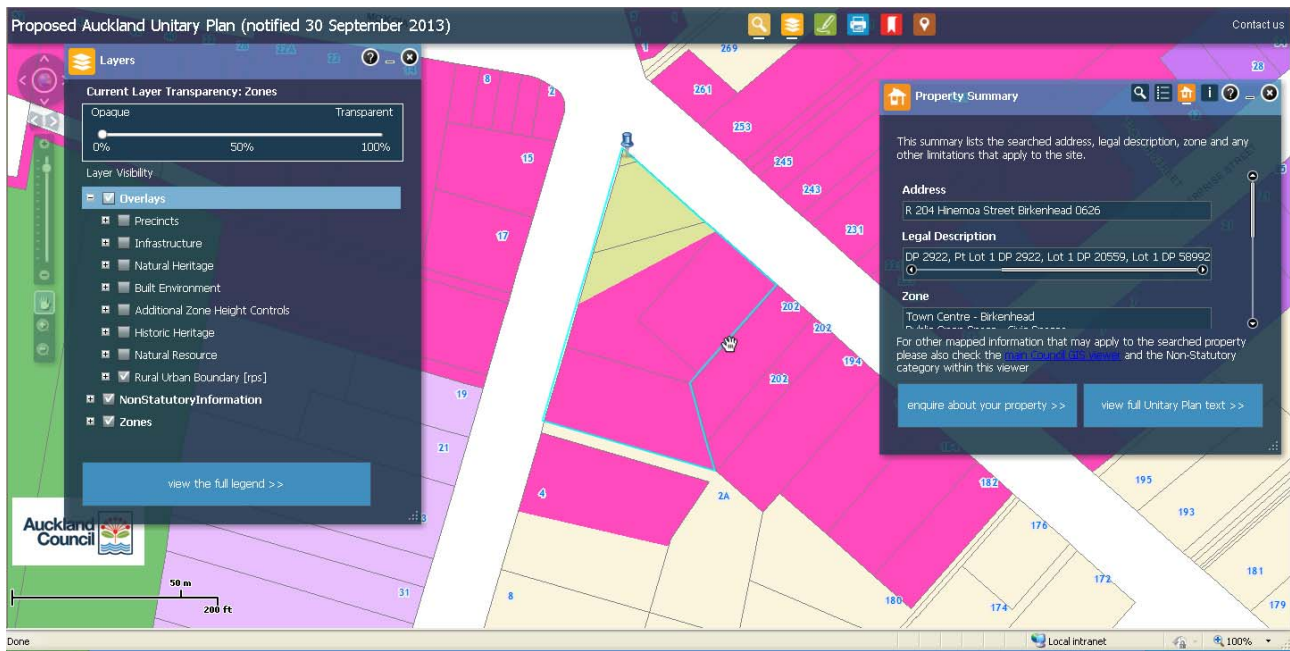 Proposed Auckland Unitary Plan (notified 30 September 2013)
Contact us
Layers
Current Layer Transparency: Zones
Opaque
Transparent
0%
50%
100%
Layer Visibility
Overlays
Precincts
Infrastructure
Natural Heritage
Built Environment
Additional Zone Height Controls
Historic Heritage
Natural Resource
Rural Urban Boundary [rps]
NonStatutoryInformation
Zones
view the full legend >>
Auckland
Council
50 m
200 ft
Property Summary
This summary lists the searched address, legal description, zone and any
other limitations that apply to the site.
Address
R 204 Hinemoa Street Birkenhead 0626
Legal Description
DP 2922, Pt Lot 1 DP 2922, Lot 1 DP 20559, Lot 1 DP 58992
Zone
Town Centre - Birkenhead
For other mapped information that may apply to the searched property
please also check the main Council GIS viewer and the Non-Statutory
category within this viewer
enquire about your property >>
view full Unitary Plan text >>
269
28
8
2
261
253
15
245
243
17
231
202
202
194
202
19
21
4
2A
182
195
193
176
181
172
31
8
180
174
179
Done
Local intranet
100%